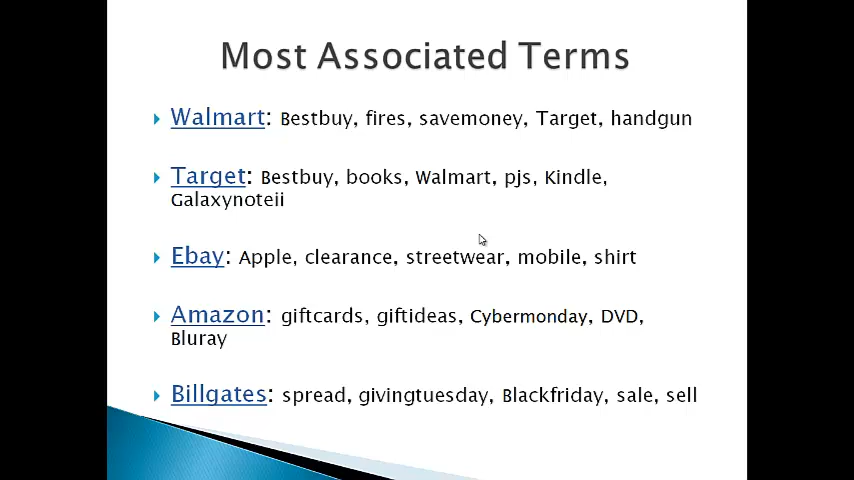 Most Associated Terms
Walmart: Bestbuy, fires, savemoney, Target, handgun
Target: Bestbuy, books, Walmart, pjs, Kindle,
Galaxynoteii
Ebay: Apple, clearance, streetwear, mobile, shirt
Amazon: giftcards, giftideas, Cybermonday, DVD,
Bluray
Billgates: spread, givingtuesday, Blackfriday, sale, sell